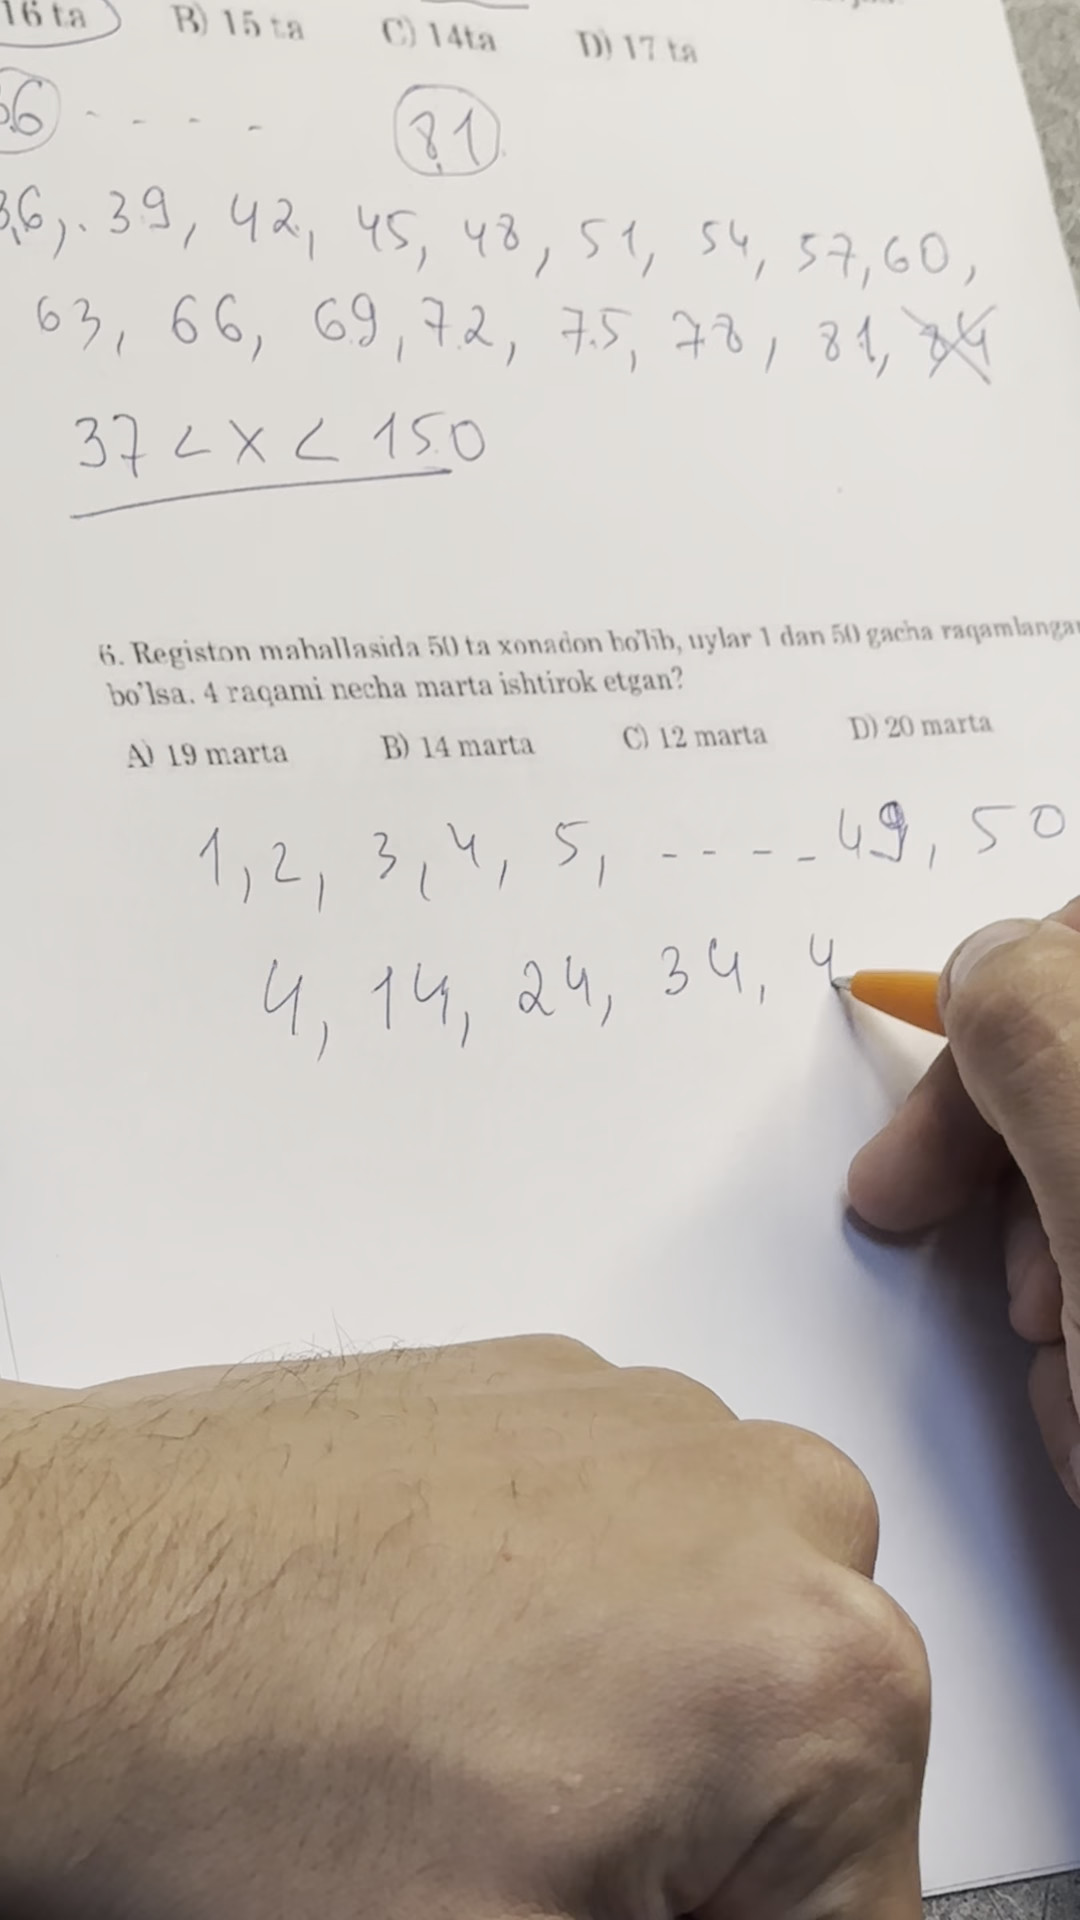 16 ta B) 15 ta C) 14ta D) 17 ta
36 - - - - 81
36, 39, 42, 45, 48, 51, 54, 57, 60,
63, 66, 69, 72, 75, 78, 81, 84
37 < x < 150
6. Registon mahallasida 50 ta xonadon bo'lib, uylar 1 dan 50 gacha
bo'lsa. 4 raqami necha marta ishtirok etgan?
A) 19 marta B) 14 marta C) 12 marta D) 20 marta
1, 2, 3, 4, 5, - - - - 49, 50
4, 14, 24, 34, 4